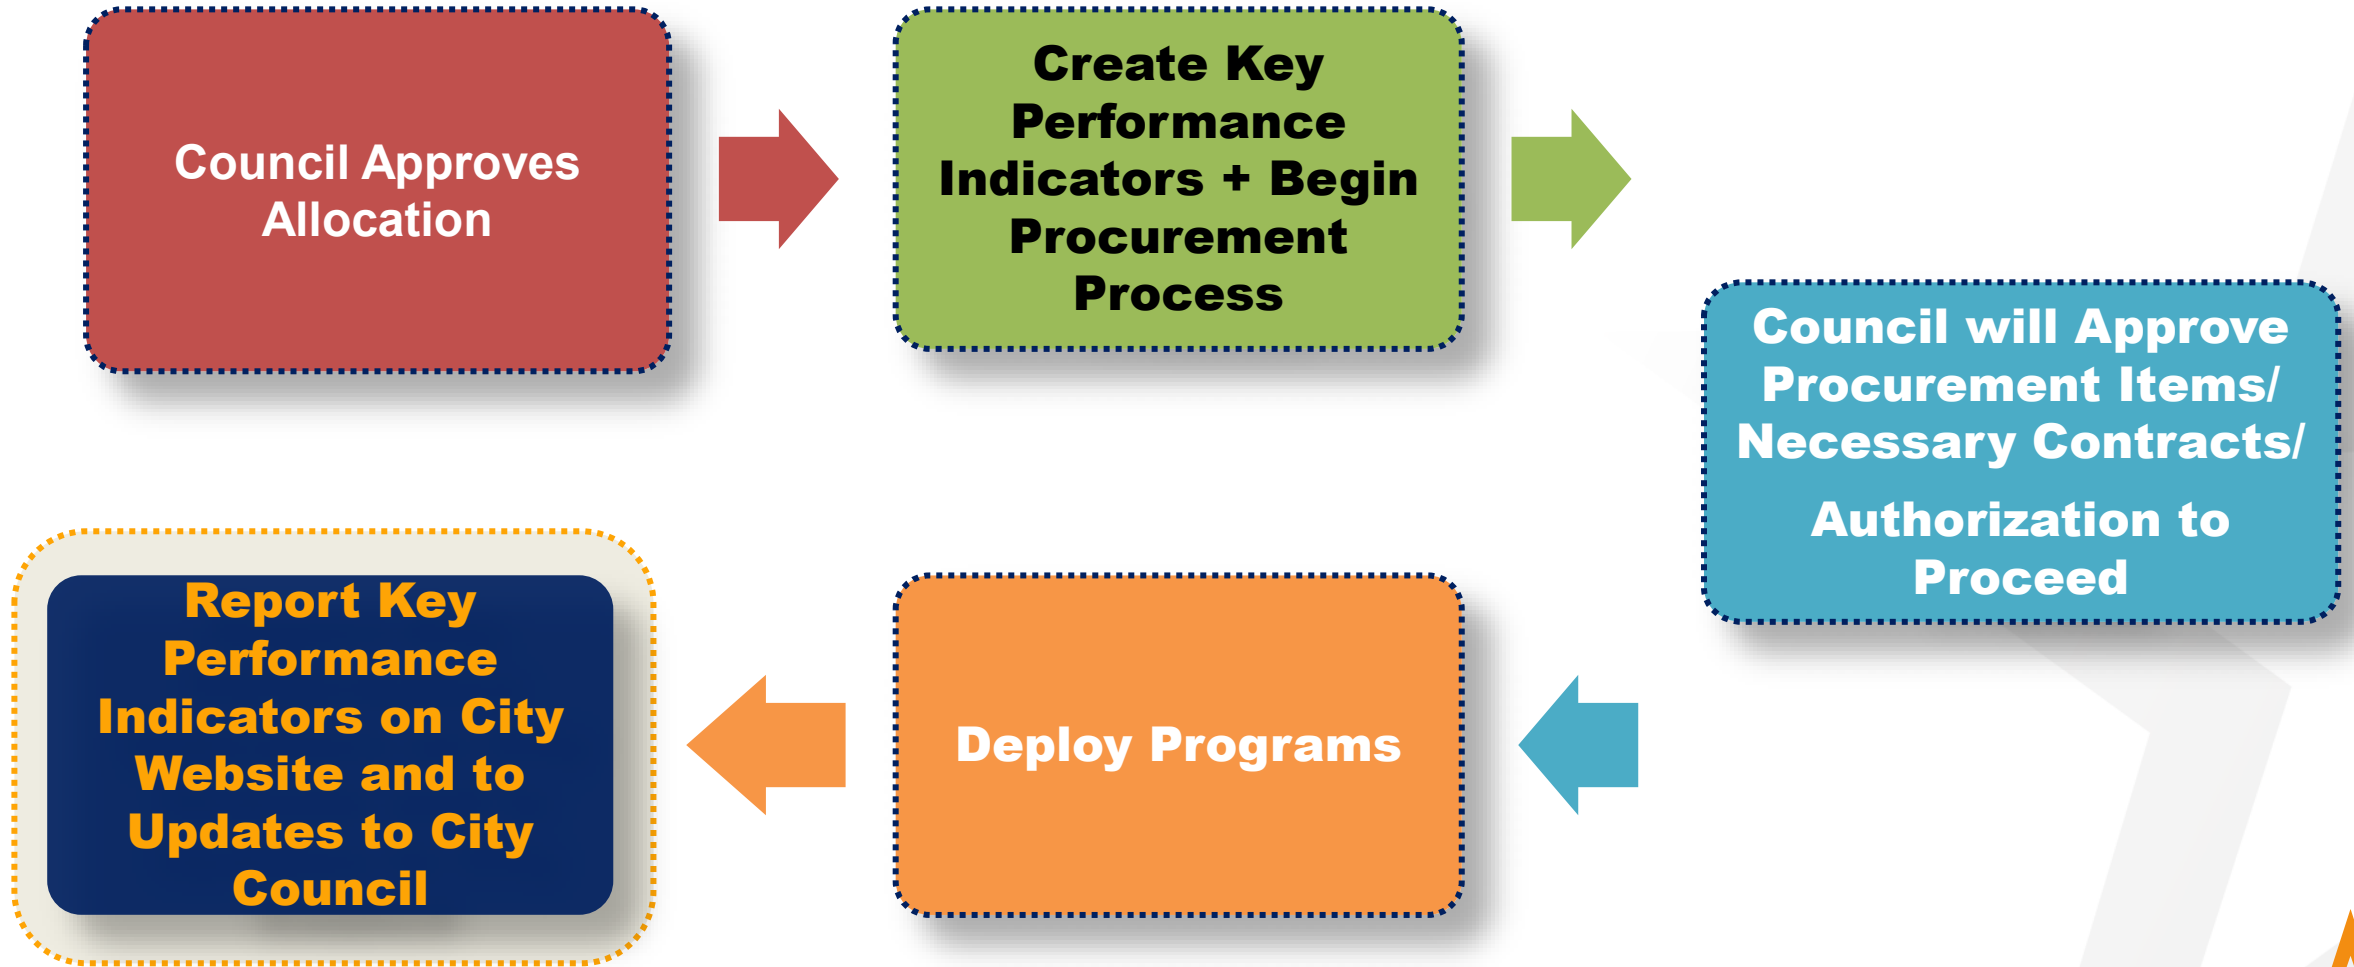 Council Approves
Allocation
Create Key
Performance
Indicators + Begin
Procurement
Process
Council will Approve
Procurement Items/
Necessary Contracts/
Authorization to
Proceed
Deploy Programs
Report Key
Performance
Indicators on City
Website and to
Updates to City
Council